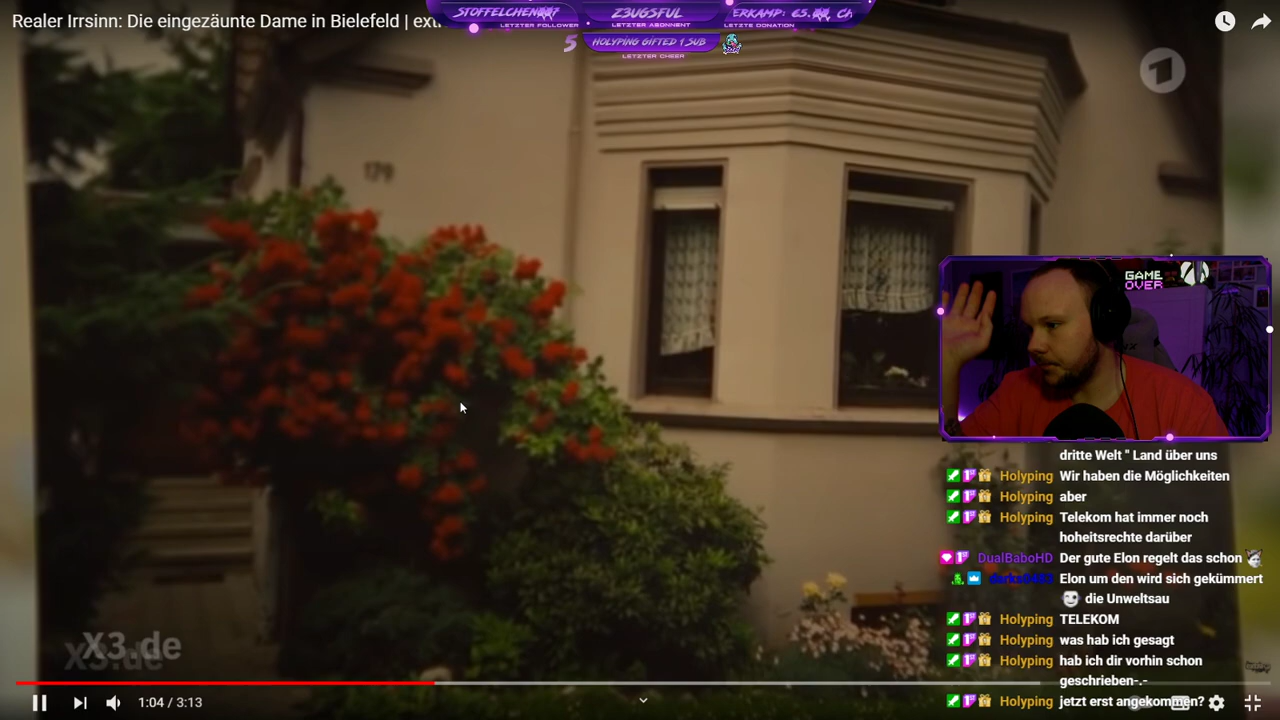 Realer Irrsinn: Die eingezäunte Dame in Bielefeld | ext
STOFFELCHEN
LETZTER FOLLOWER
Z3UGSFUL
LETZTER ABONNENT
ERKAMP: €5.
LETZTE DONATION
5
HOLYPING GIFTED 1 SUB
LETZTER CHEER
179
GAME
OVER
dritte Welt " Land über uns
Holyping Wir haben die Möglichkeiten
Holyping aber
Holyping Telekom hat immer noch
hoheitsrechte darüber
DualBaboHD Der gute Elon regelt das schon
Elon um den wird sich gekümmert
die Unweltsau
Holyping TELEKOM
Holyping was hab ich gesagt
Holyping hab ich dir vorhin schon
geschrieben-.-
Holyping jetzt erst angekommen?
X3.de
1:04 / 3:13